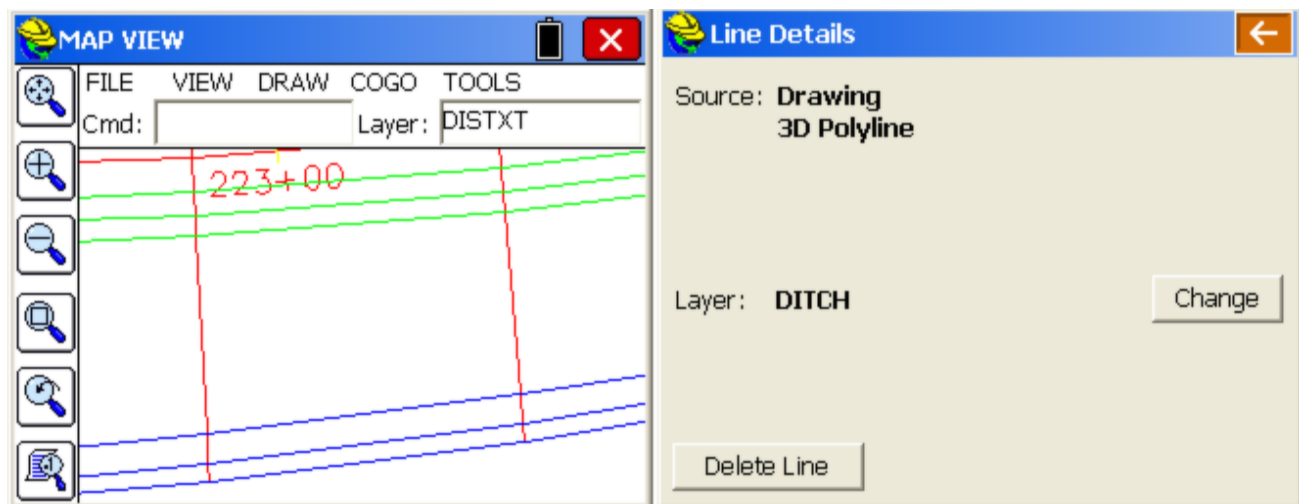 MAP VIEW
FILE VIEW DRAW COGO TOOLS
Cmd: Layer: DISTXT
223+00
Line Details
Source: Drawing
3D Polyline
Layer: DITCH Change
Delete Line